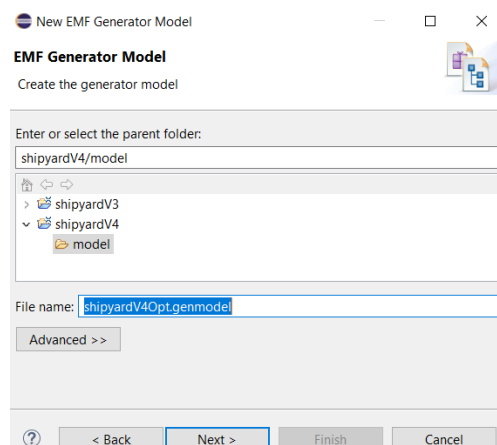 New EMF Generator Model
EMF Generator Model
Create the generator model
Enter or select the parent folder:
shipyardV4/model
shipyardV3
shipyardV4
model
File name: shipyardV4Opt.genmodel
Advanced >>
? < Back Next > Finish Cancel